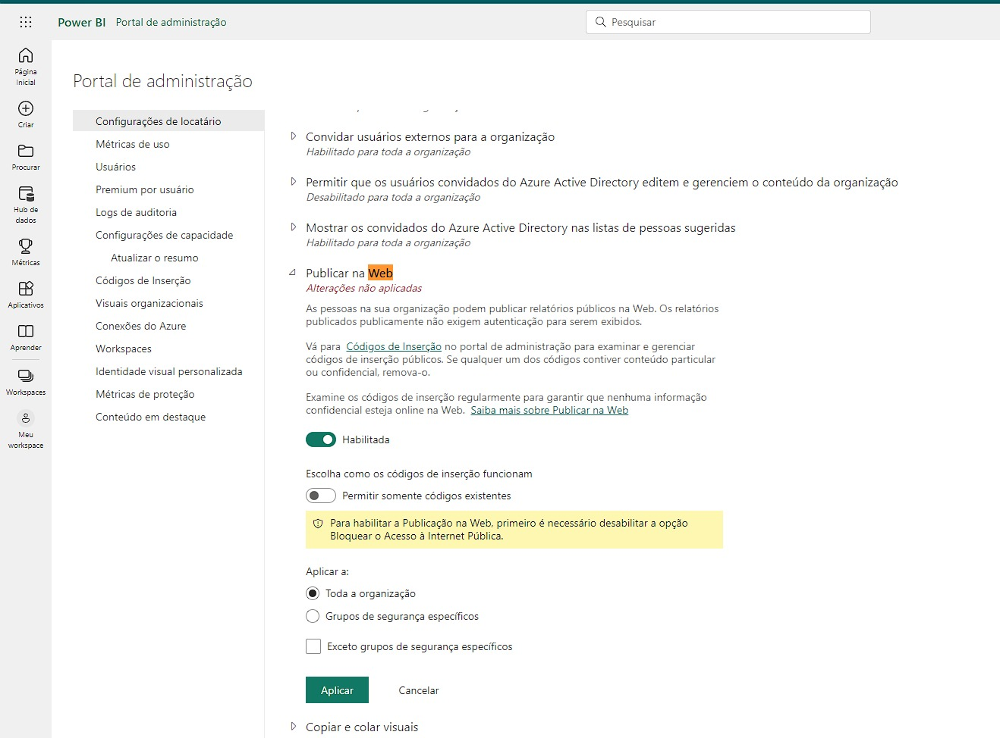 Power BI Portal de administração
Pesquisar
Página
Inicial
Criar
Procurar
Hub de
dados
Métricas
Aplicativos
Aprender
Workspaces
Meu
workspace
Portal de administração
Configurações de locatário
Métricas de uso
Usuários
Premium por usuário
Logs de auditoria
Configurações de capacidade
Atualizar o resumo
Códigos de Inserção
Visuais organizacionais
Conexões do Azure
Workspaces
Identidade visual personalizada
Métricas de proteção
Conteúdo em destaque
Convidar usuários externos para a organização
Habilitado para toda a organização
Permitir que os usuários convidados do Azure Active Directory editem e gerenciem o conteúdo da organização
Desabilitado para toda a organização
Mostrar os convidados do Azure Active Directory nas listas de pessoas sugeridas
Habilitado para toda a organização
Publicar na Web
Alterações não aplicadas
As pessoas na sua organização podem publicar relatórios públicos na Web. Os relatórios
publicados publicamente não exigem autenticação para serem exibidos.
Vá para Códigos de Inserção no portal de administração para examinar e gerenciar
códigos de inserção públicos. Se qualquer um dos códigos contiver conteúdo particular
ou confidencial, remova-o.
Examine os códigos de inserção regularmente para garantir que nenhuma informação
confidencial esteja online na Web. Saiba mais sobre Publicar na Web
Habilitada
Escolha como os códigos de inserção funcionam
Permitir somente códigos existentes
Para habilitar a Publicação na Web, primeiro é necessário desabilitar a opção
Bloquear o Acesso à Internet Pública.
Aplicar a:
Toda a organização
Grupos de segurança específicos
Exceto grupos de segurança específicos
Aplicar
Cancelar
Copiar e colar visuais